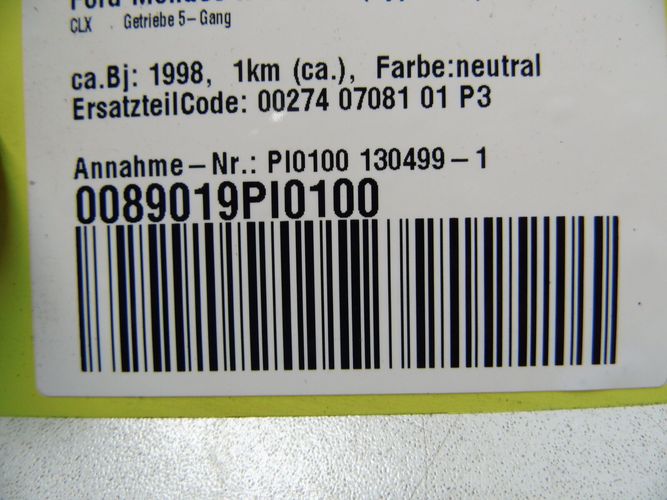 Ford
CLX Getriebe 5-Gang
ca.Bj: 1998, 1km (ca.), Farbe:neutral
ErsatzteilCode: 00274 07081 01 P3
Annahme-Nr.: PI0100 130499-1
0089019PI0100